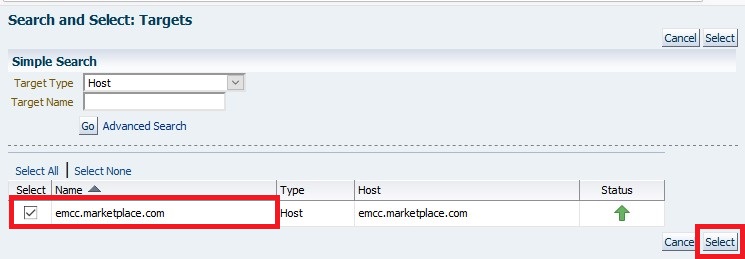 Search and Select: Targets
Cancel Select
Simple Search
Target Type Host
Target Name
Go Advanced Search
Select All | Select None
Select Name Type Host Status
emcc.marketplace.com Host emcc.marketplace.com
Cancel Select